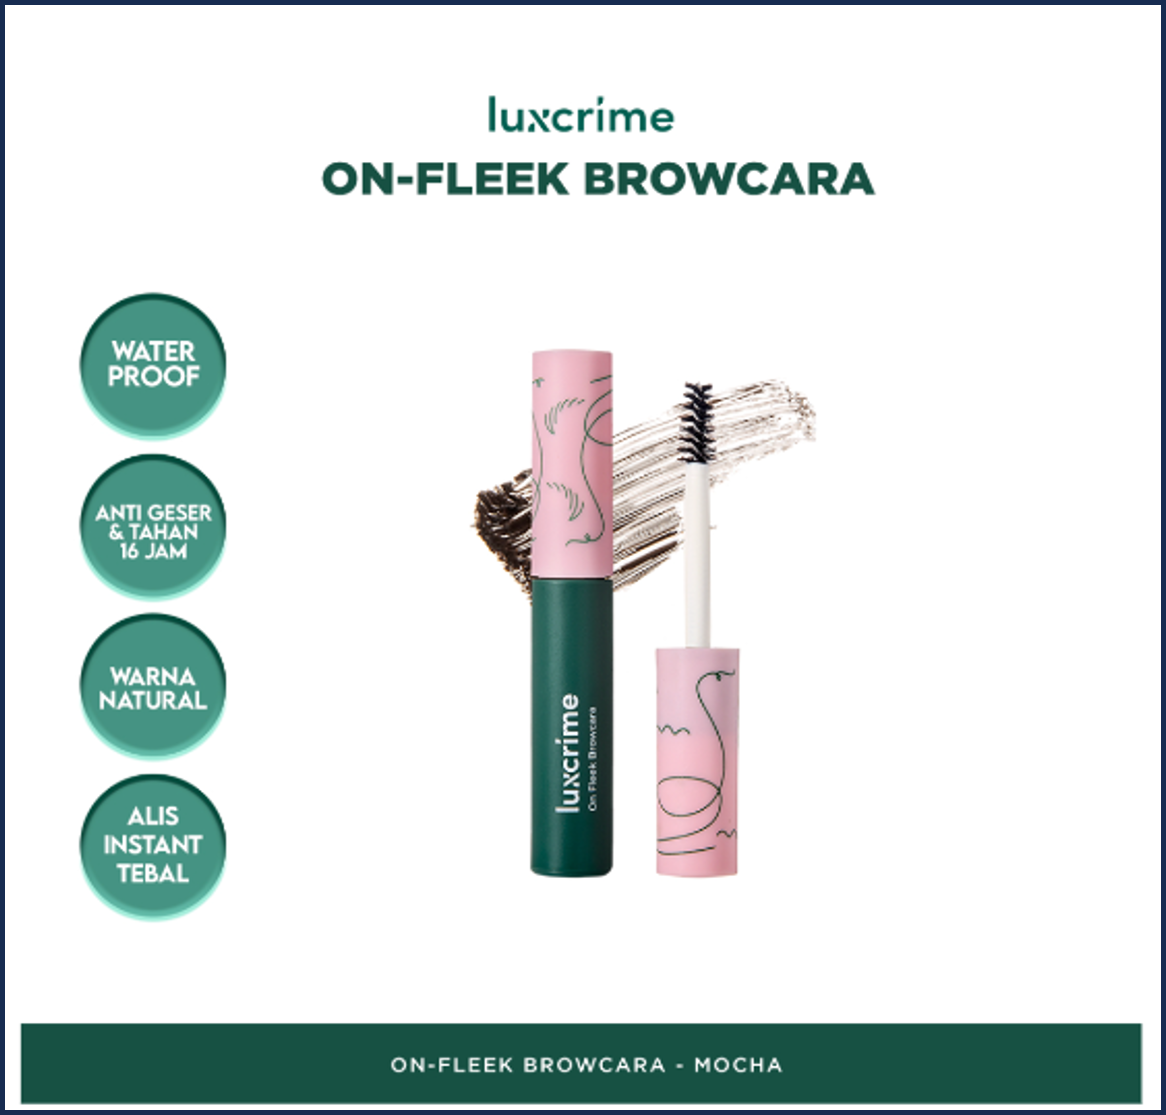 luxcrime
ON-FLEEK BROWCARA
WATER
PROOF
ANTI GESER
& TAHAN
16 JAM
WARNA
NATURAL
ALIS
INSTANT
TEBAL
luxcrime
On Fleek Browcara
ON-FLEEK BROWCARA - MOCHA